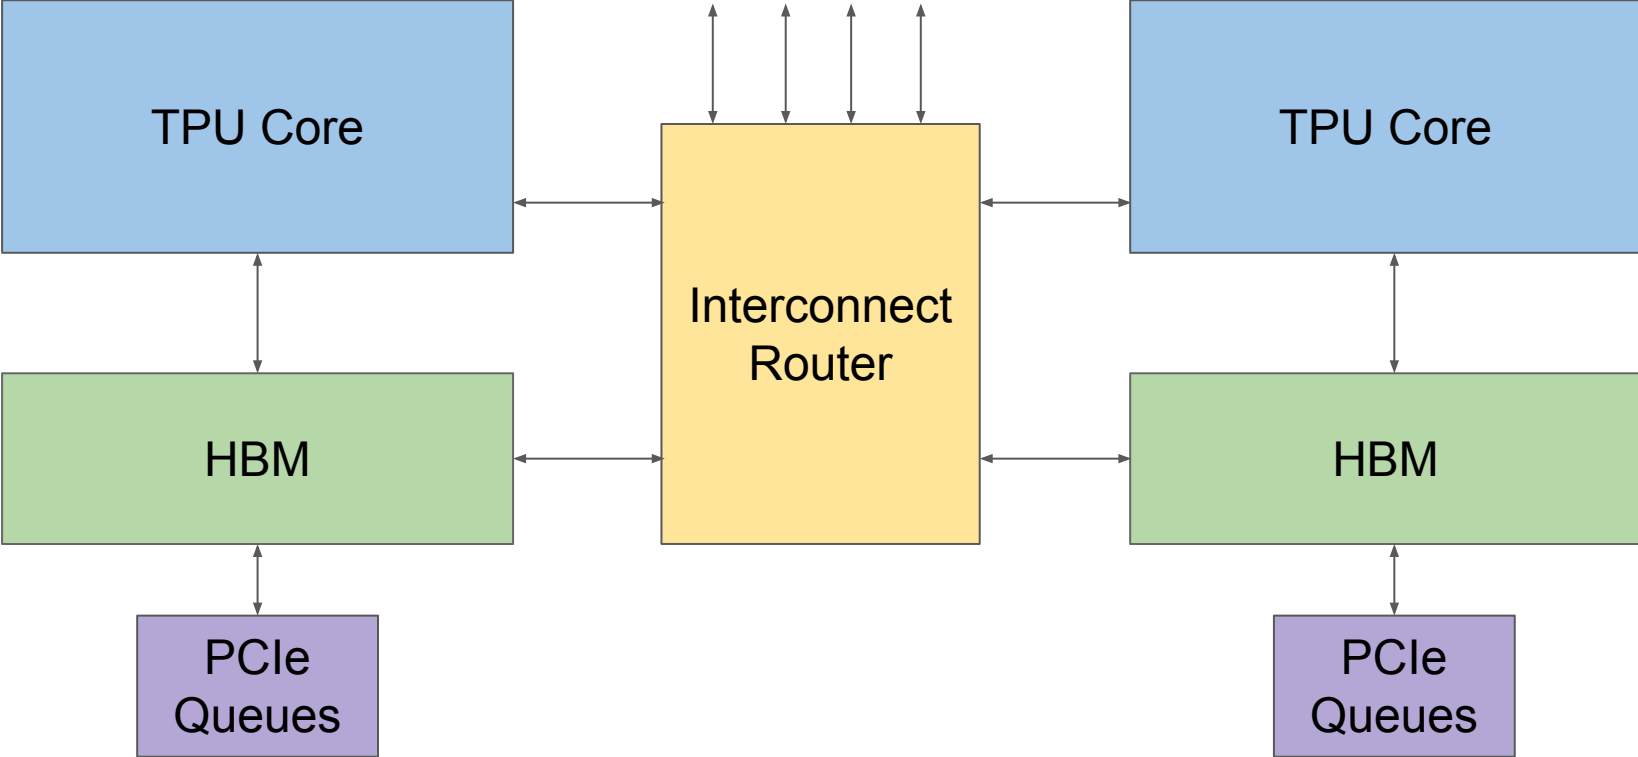 TPU Core
TPU Core
Interconnect
Router
HBM
HBM
PCIe
Queues
PCIe
Queues